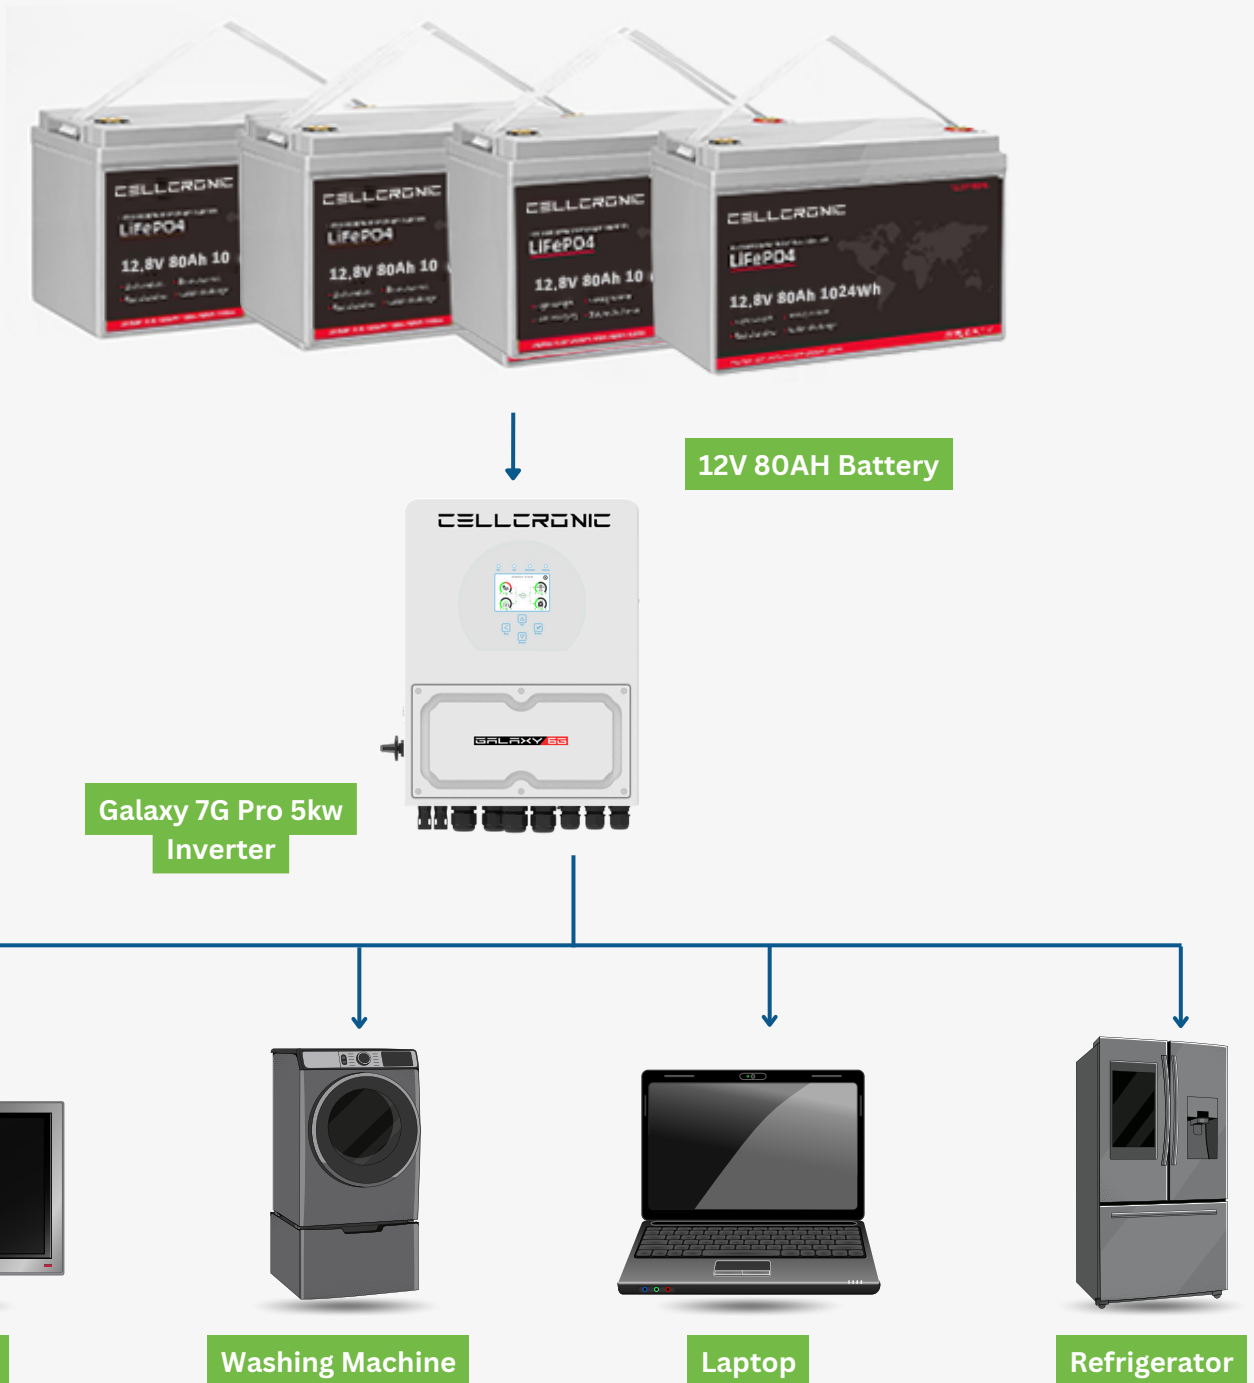 CELLCRONIC
LiFePO4
12,8V 80Ah 10
CELLCRONIC
LiFePO4
12,8V 80Ah 10
CELLCRONIC
LiFePO4
12,8V 80Ah 10
CELLCRONIC
LiFePO4
12,8V 80Ah 1024Wh
12V 80AH Battery
CELLCRONIC
GALAXY 6G
Galaxy 7G Pro 5kw
Inverter
Washing Machine
Laptop
Refrigerator